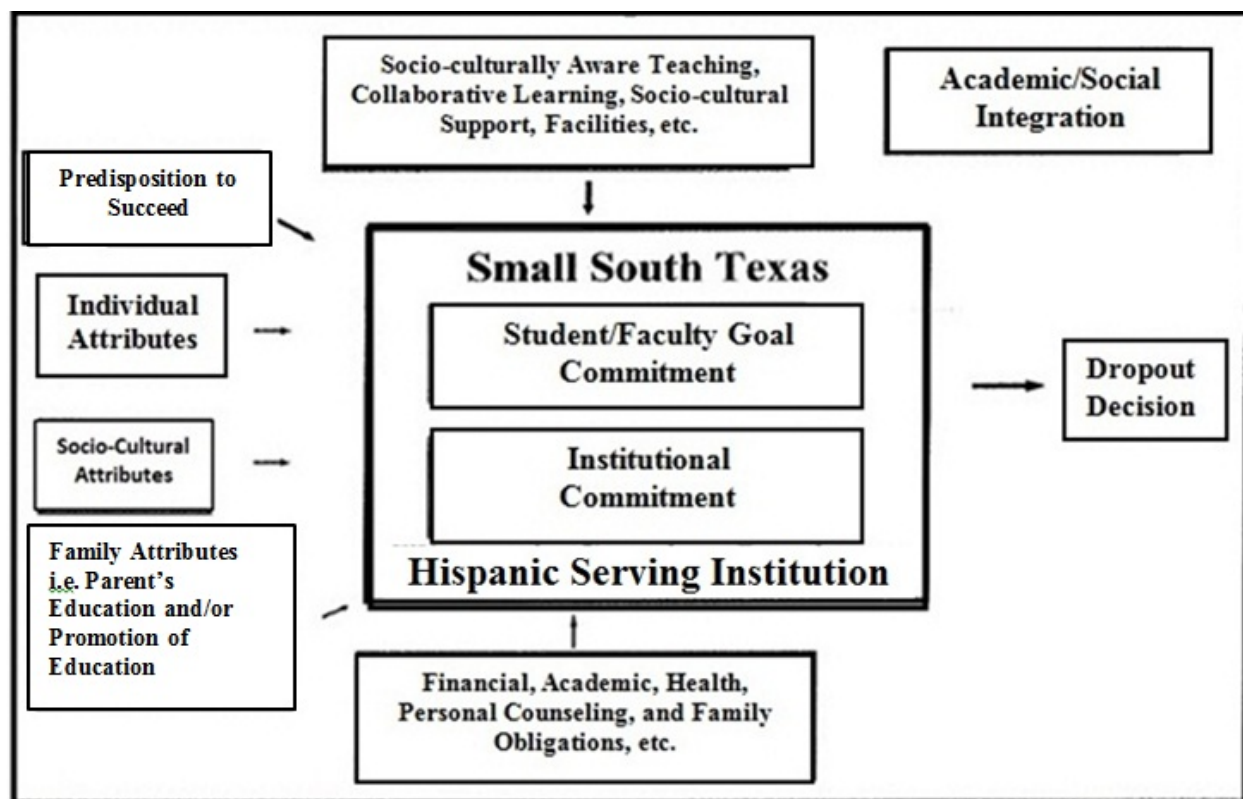 Socio-culturally Aware Teaching,
Collaborative Learning, Socio-cultural
Support, Facilities, etc.
Academic/Social
Integration
Predisposition to
Succeed
Individual
Attributes
Socio-Cultural
Attributes
Family Attributes
i.e. Parent's
Education and/or
Promotion of
Education
Small South Texas
Student/Faculty Goal
Commitment
Institutional
Commitment
Hispanic Serving Institution
Dropout
Decision
Financial, Academic, Health,
Personal Counseling, and Family
Obligations, etc.